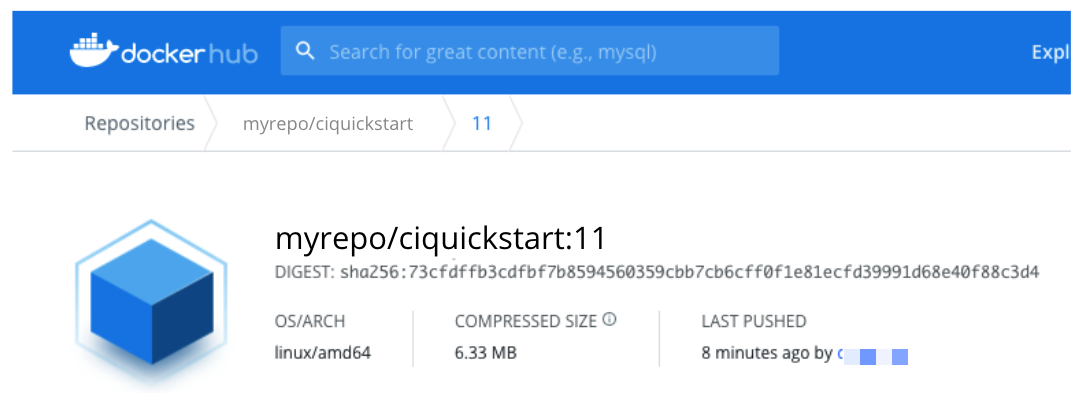 dockerhub
Search for great content (e.g., mysql)
Expl
Repositories
myrepo/ciquickstart
11
myrepo/ciquickstart:11
DIGEST: sha256:73cfdffb3cdfbf7b8594560359cbb7cb6cff0f1e81ecfd39991d68e40f88c3d4
OS/ARCH
linux/amd64
COMPRESSED SIZE
6.33 MB
LAST PUSHED
8 minutes ago by